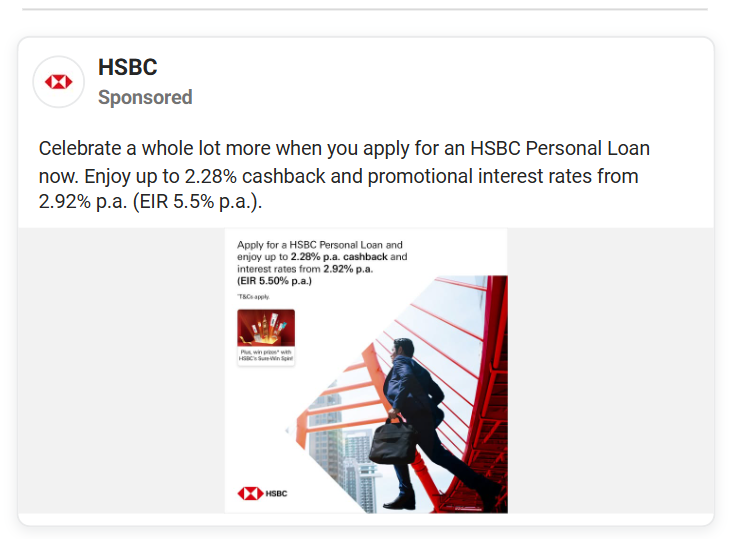 HSBC
Sponsored
Celebrate a whole lot more when you apply for an HSBC Personal Loan
now. Enjoy up to 2.28% cashback and promotional interest rates from
2.92% p.a. (EIR 5.5% p.a.).
Apply for a HSBC Personal Loan and
enjoy up to 2.28% p.a. cashback and
interest rates from 2.92% p.a.
(EIR 5.50% p.a.)
*T&Cs apply.
Plus, win prizes* with
HSBC's Sure-Win Spin!
HSBC